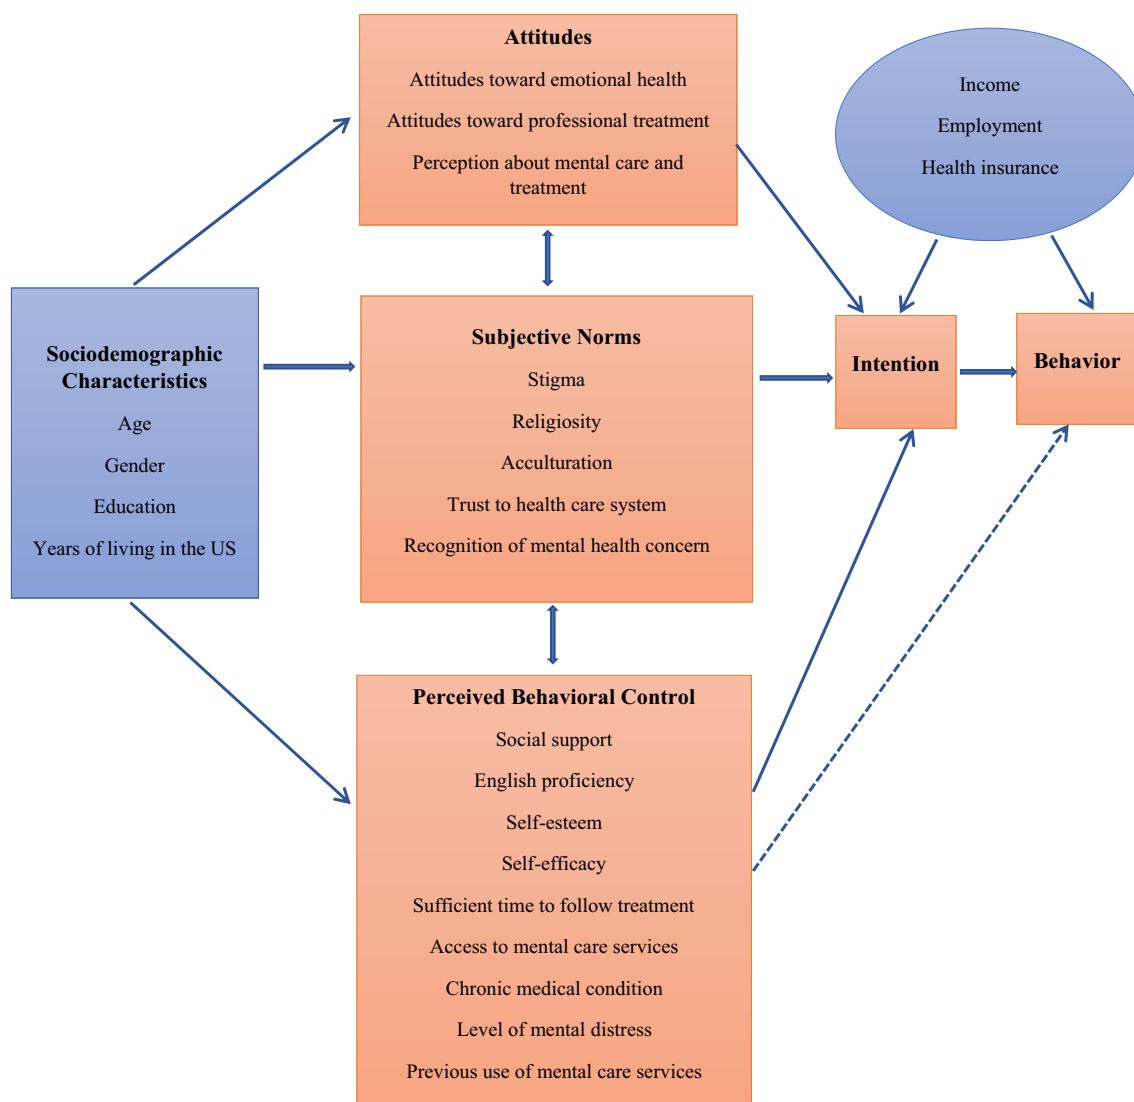 Attitudes
Attitudes toward emotional health
Attitudes toward professional treatment
Perception about mental care and
treatment
Income
Employment
Health insurance
Sociodemographic
Characteristics
Age
Gender
Education
Years of living in the US
Subjective Norms
Stigma
Religiosity
Acculturation
Trust to health care system
Recognition of mental health concern
Intention
Behavior
Perceived Behavioral Control
Social support
English proficiency
Self-esteem
Self-efficacy
Sufficient time to follow treatment
Access to mental care services
Chronic medical condition
Level of mental distress
Previous use of mental care services